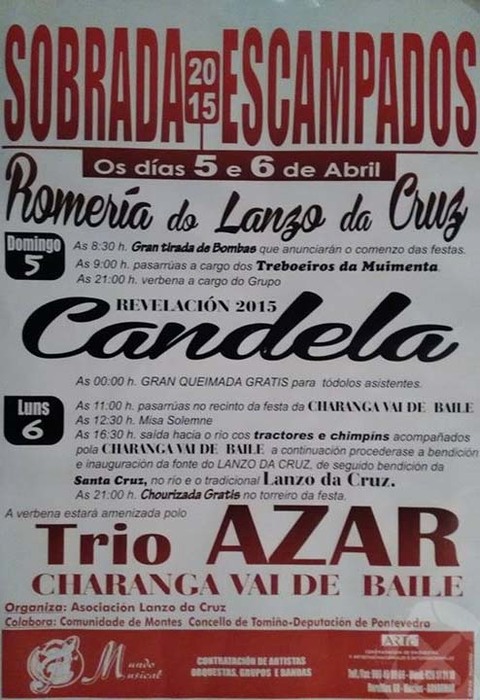 SOBRADA 2015 ESCAMPADOS
Os días 5 e 6 de Abril
Romería do Lanzo da Cruz
Domingo 5
As 8:30 h. Gran tirada de Bombas que anunciarán o comenzo das festas.
As 9:00 h. pasarrúas a cargo dos Treboeiros da Muimenta.
As 21:00 h. verbena a cargo do Grupo
REVELACIÓN 2015
Candela
As 00:00 h. GRAN QUEIMADA GRATIS para tódolos asistentes.
Luns 6
As 11:00 h. pasarrúas no recinto da festa da CHARANGA VAI DE BAILE
As 12:30 h. Misa Solemne
As 16:30 h. saída hacia o río cos tractores e chimpíns acompañados
pola CHARANGA VAI DE BAILE a continuación procederase a bendición
e inauguración da fonte do LANZO DA CRUZ, de seguido bendición da
Santa Cruz, no río e o tradicional Lanzo da Cruz.
As 21:00 h. Chourizada Gratis no torreiro da festa.
A verbena estará amenizada polo
Trio AZAR
CHARANGA VAI DE BAILE
Organiza: Asociación Lanzo da Cruz
Colabora: Comunidade de Montes Concello de Tomiño-Deputación de Pontevedra
Mundo Musical
CONTRATACIÓN DE ARTISTAS
ORQUESTAS, GRUPOS E BANDAS
ARTE